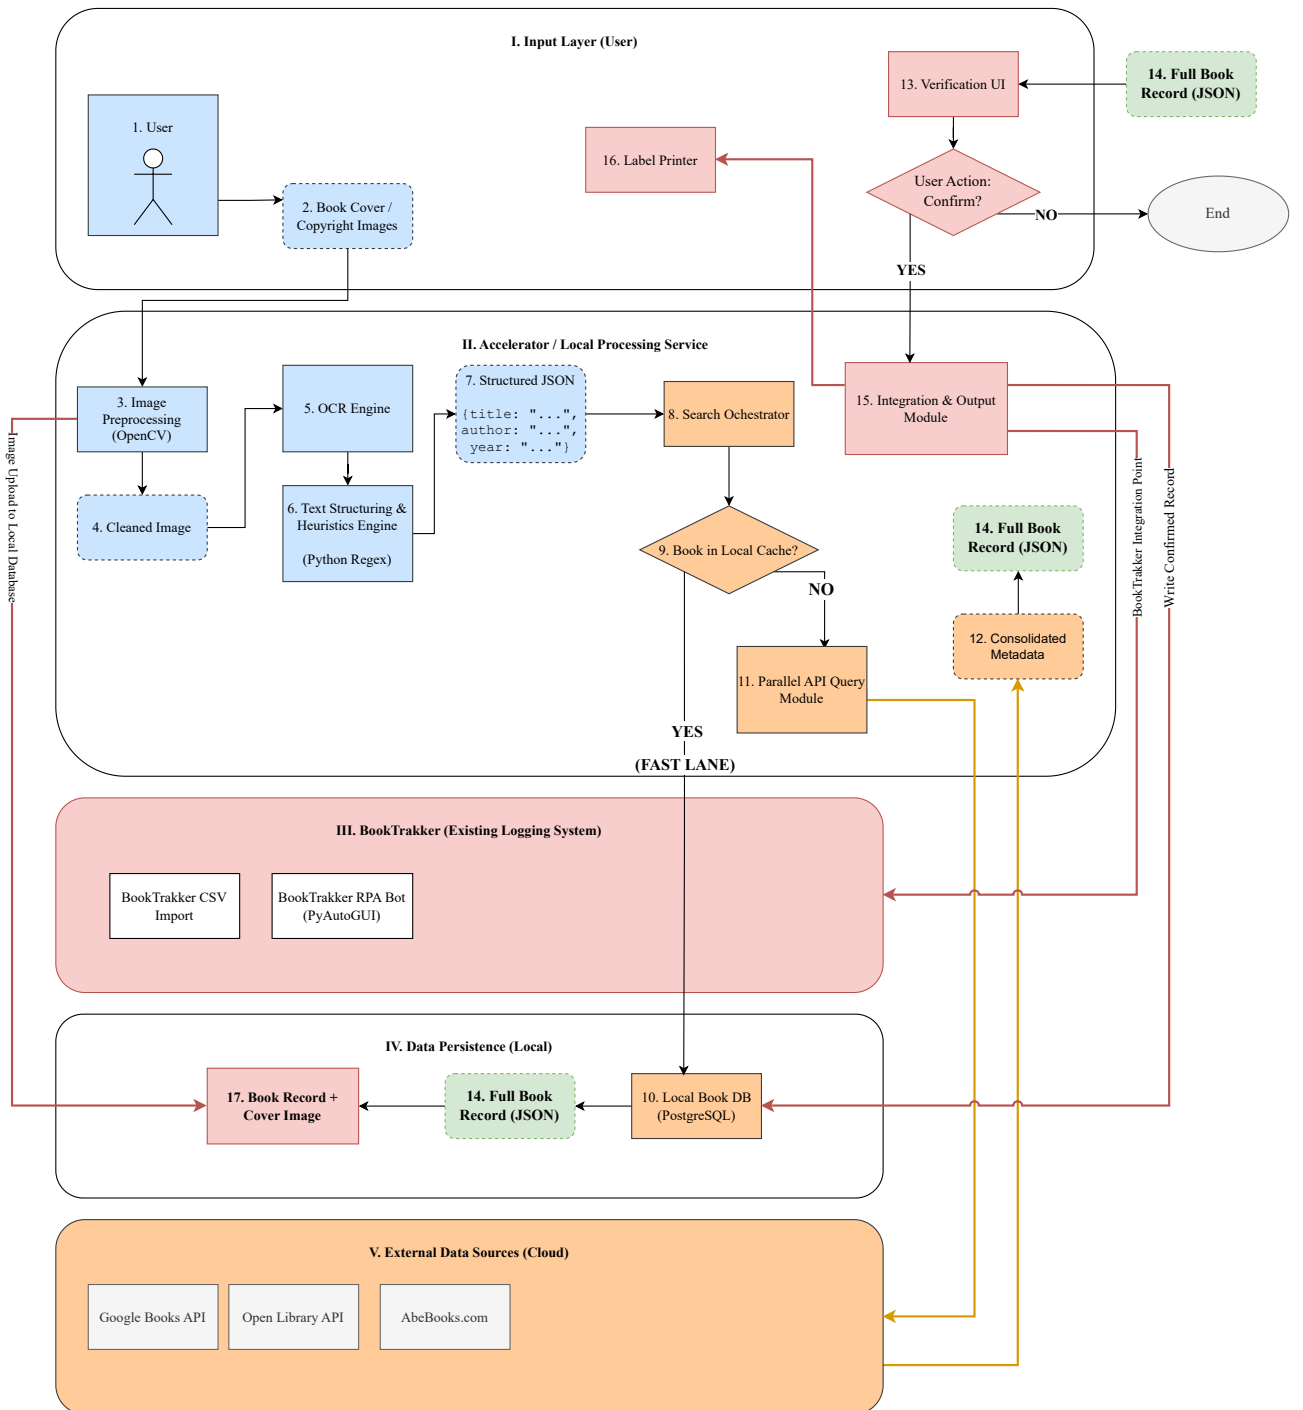 I. Input Layer (User)
1. User
2. Book Cover /
Copyright Images
16. Label Printer
13. Verification UI
14. Full Book
Record (JSON)
User Action:
Confirm?
NO
End
YES
II. Accelerator / Local Processing Service
3. Image
Preprocessing
(OpenCV)
4. Cleaned Image
5. OCR Engine
6. Text Structuring &
Heuristics Engine
(Python Regex)
7. Structured JSON
{title: "...",
author: "...",
year: "..."}
8. Search Ochestrator
9. Book in Local Cache?
NO
YES
(FAST LANE)
11. Parallel API Query
Module
15. Integration & Output
Module
14. Full Book
Record (JSON)
12. Consolidated
Metadata
Image Upload to Local Database
BookTrakker Integration Point
Write Confirmed Record
III. BookTrakker (Existing Logging System)
BookTrakker CSV
Import
BookTrakker RPA Bot
(PyAutoGUI)
IV. Data Persistence (Local)
17. Book Record +
Cover Image
14. Full Book
Record (JSON)
10. Local Book DB
(PostgreSQL)
V. External Data Sources (Cloud)
Google Books API
Open Library API
AbeBooks.com